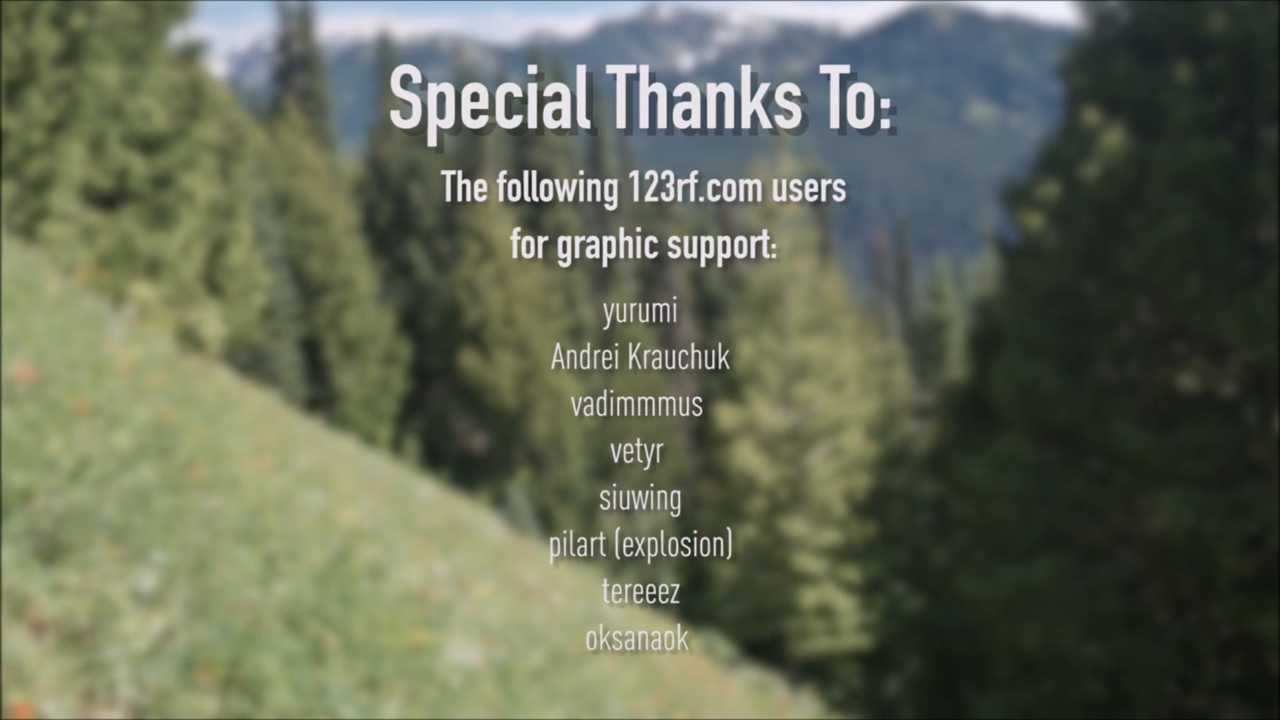 Special Thanks To:
The following 123rf.com users
for graphic support:
yurumi
Andrei Krauchuk
vadimmmus
vetyr
siuwing
pilart (explosion)
tereeez
oksanaok